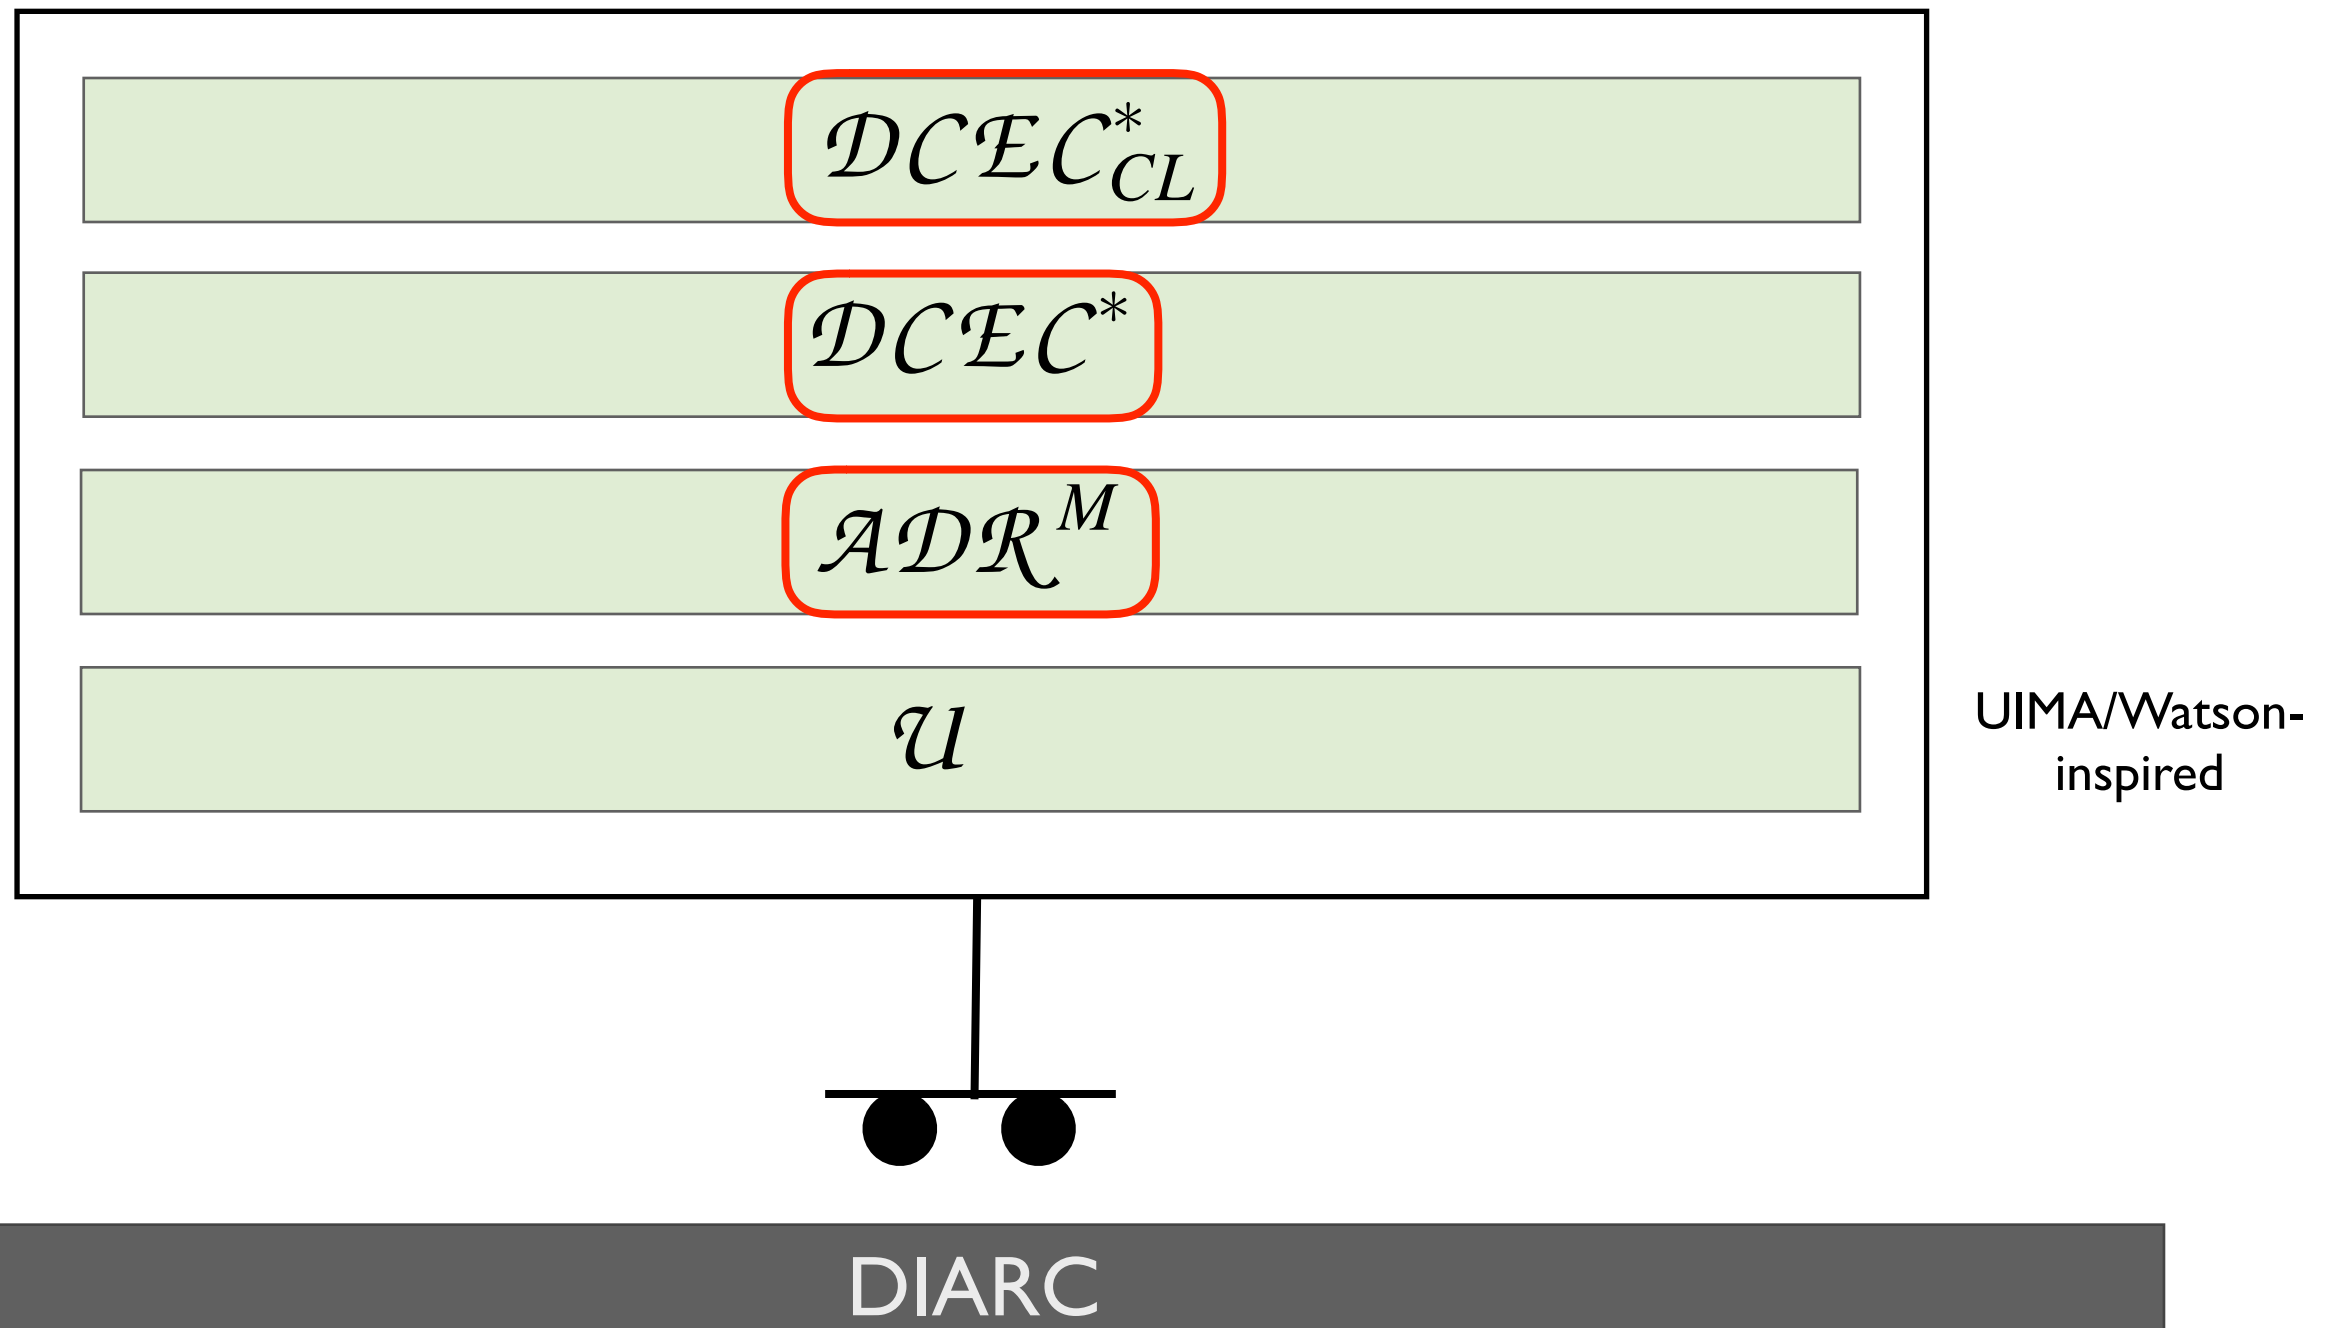 𝒟𝒞ℰ𝒞*CL
𝒟𝒞ℰ𝒞*
𝒜𝒟ℛM
𝒰
UIMA/Watson-
inspired
DIARC